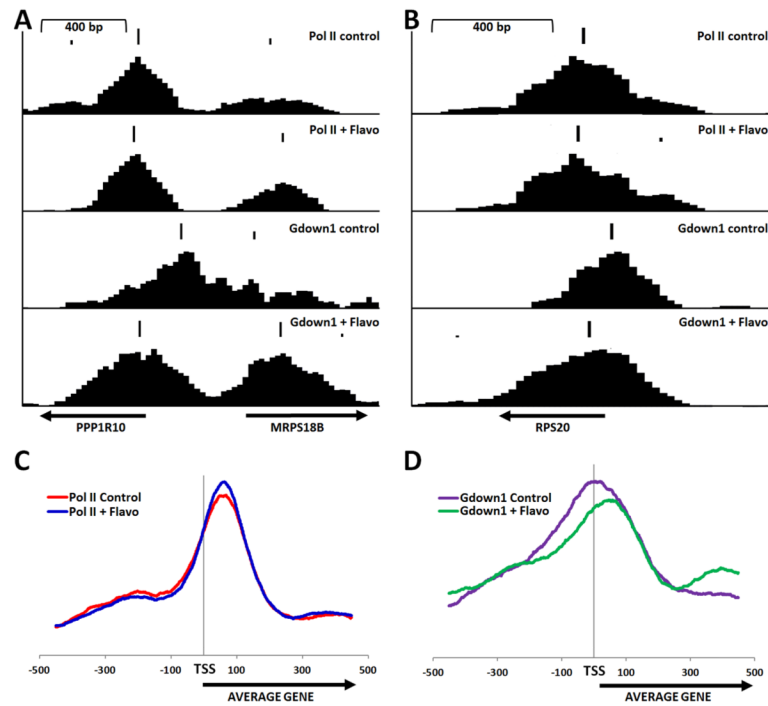 A
400 bp
Pol II control
Pol II + Flavo
Gdown1 control
Gdown1 + Flavo
PPP1R10
MRPS18B
B
400 bp
Pol II control
Pol II + Flavo
Gdown1 control
Gdown1 + Flavo
RPS20
C
Pol II Control
Pol II + Flavo
-500 -300 -100 TSS 100 300 500
AVERAGE GENE
D
Gdown1 Control
Gdown1 + Flavo
-500 -300 -100 TSS 100 300 500
AVERAGE GENE